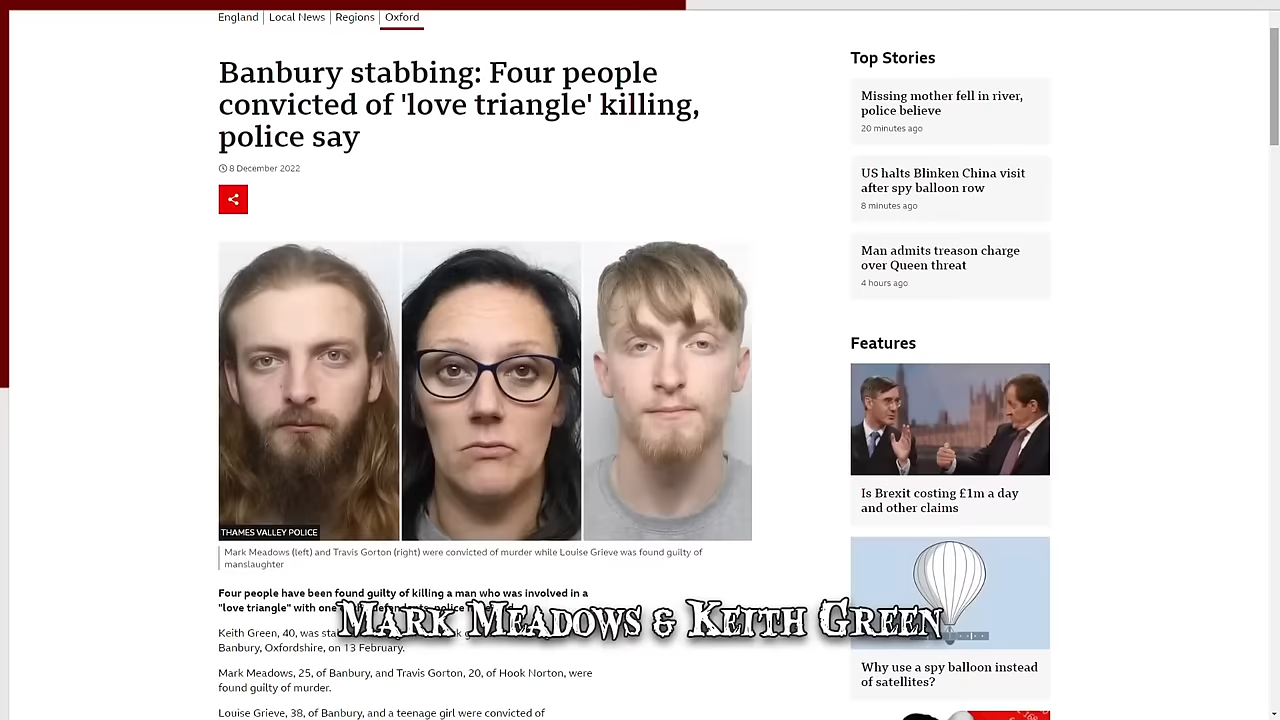 England
Local News
Regions
Oxford
Banbury stabbing: Four people
convicted of 'love triangle' killing,
police say
8 December 2022
THAMES VALLEY POLICE
Mark Meadows (left) and Travis Gorton (right) were convicted of murder while Louise Grieve was found guilty of
manslaughter
Four people have been found guilty of killing a man who was involved in a
"love triangle" with one
Mark Meadows & Keith Green
Keith Green, 40, was
Banbury, Oxfordshire, on 13 February.
Mark Meadows, 25, of Banbury, and Travis Gorton, 20, of Hook Norton, were
found guilty of murder.
Louise Grieve, 38, of Banbury, and a teenage girl were convicted of
Top Stories
Missing mother fell in river,
police believe
20 minutes ago
US halts Blinken China visit
after spy balloon row
8 minutes ago
Man admits treason charge
over Queen threat
4 hours ago
Features
Is Brexit costing £1m a day
and other claims
Why use a spy balloon instead
of satellites?